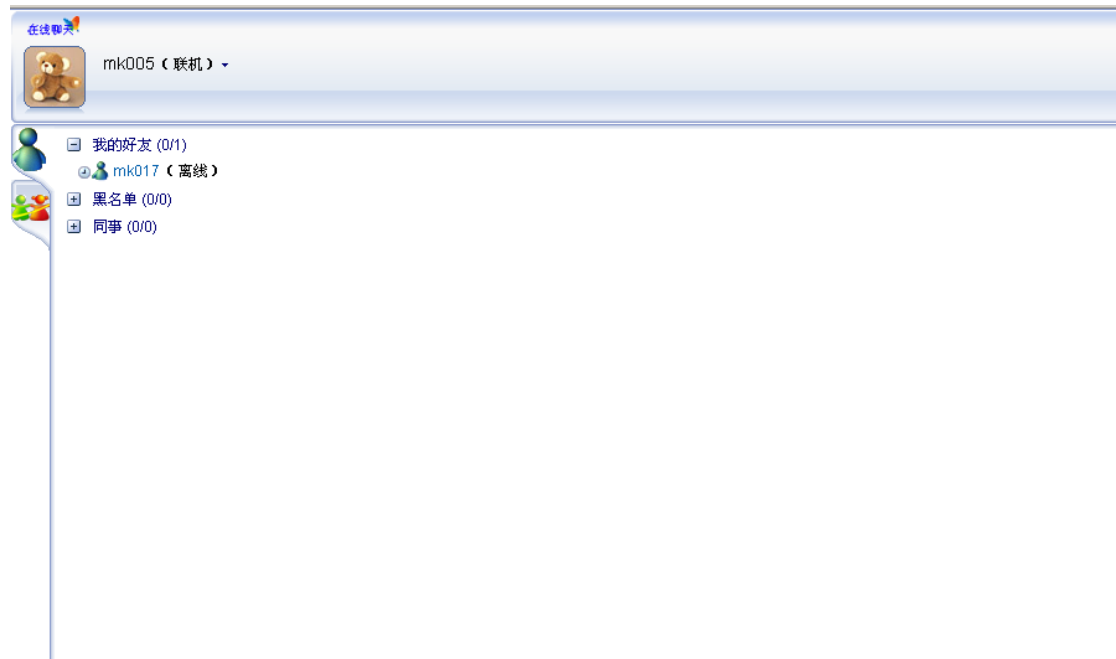 在线聊天
mk005（联机）
我的好友 (0/1)
mk017（离线）
黑名单 (0/0)
同事 (0/0)